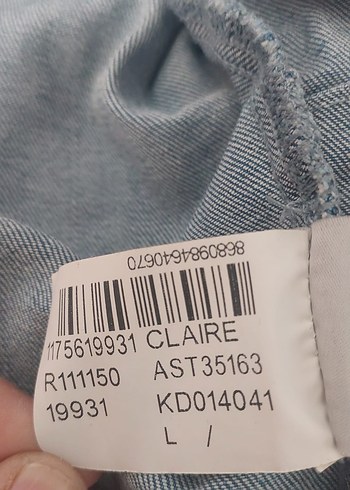 8680984640670
1175619931 CLAIRE
R111150 AST35163
19931 KD014041
L /